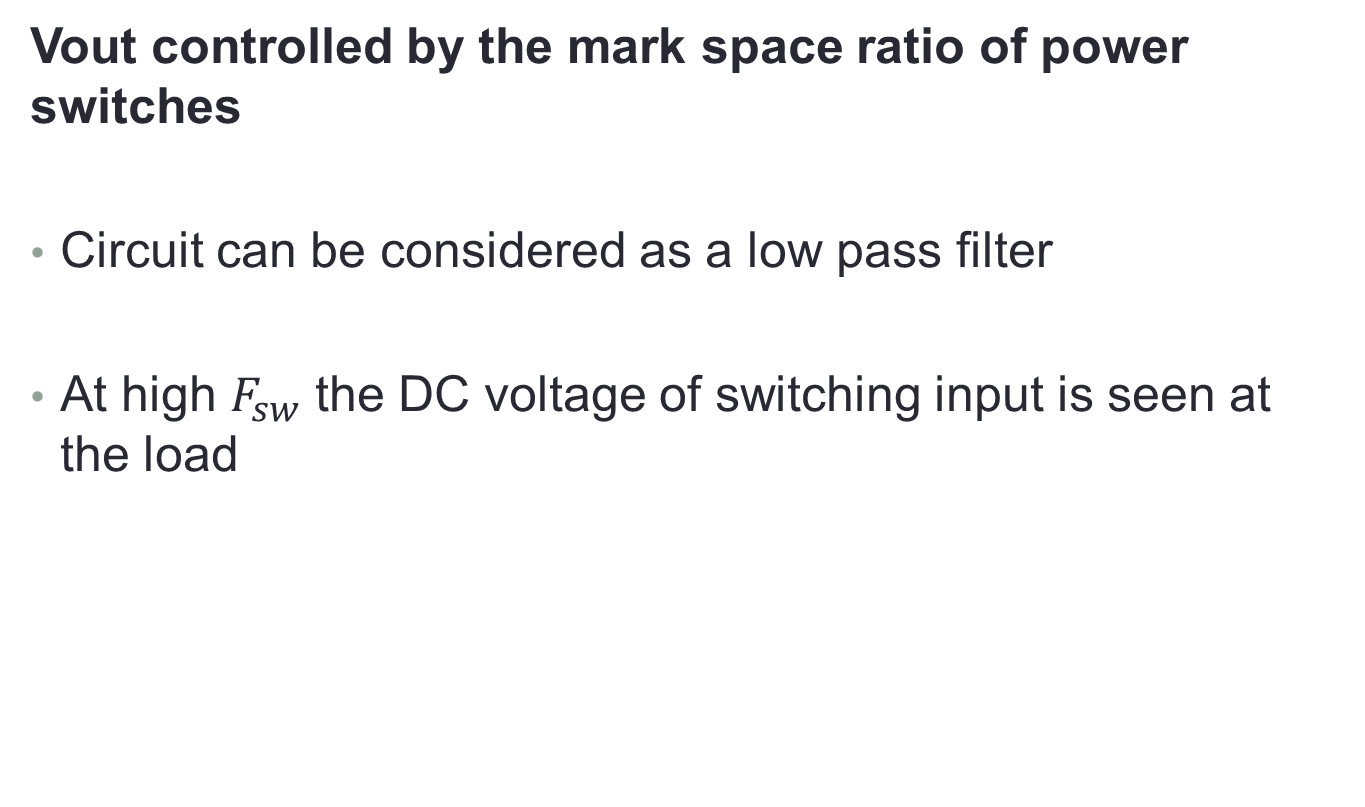 Vout controlled by the mark space ratio of power
switches
• Circuit can be considered as a low pass filter
• At high F_sw the DC voltage of switching input is seen at
the load